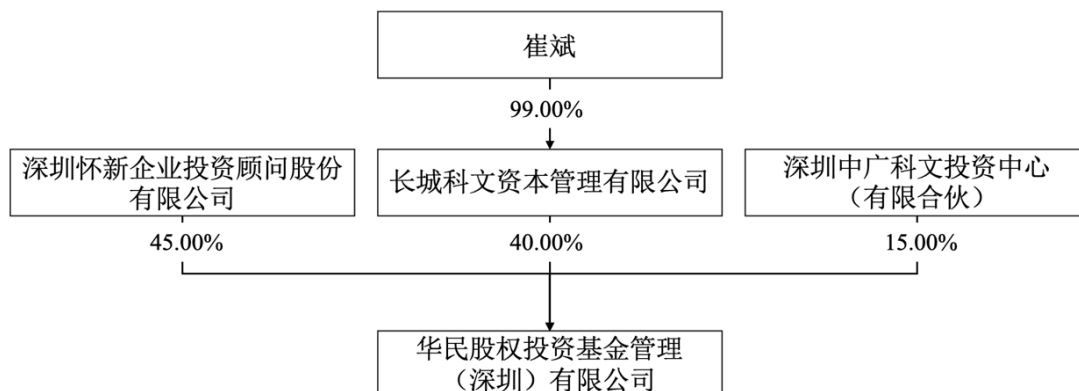 崔斌
99.00%
深圳怀新企业投资顾问股份
有限公司
长城科文资本管理有限公司
深圳中广科文投资中心
（有限合伙）
45.00%
40.00%
15.00%
华民股权投资基金管理
（深圳）有限公司